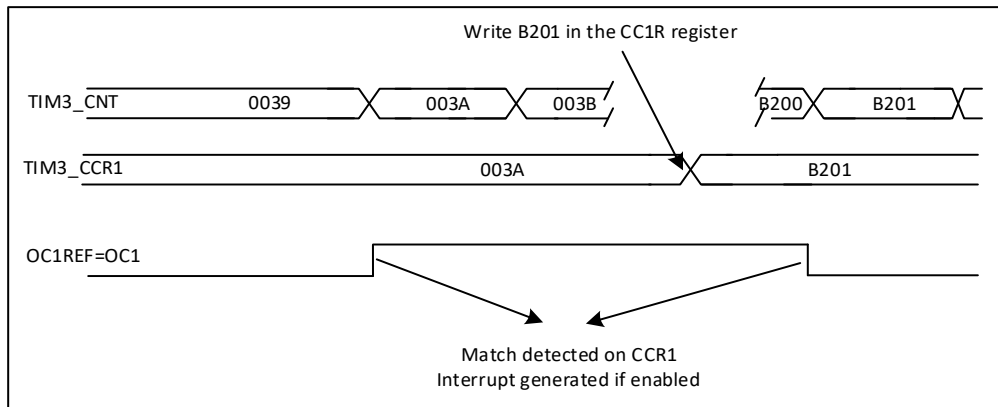 Write B201 in the CC1R register
TIM3_CNT 0039 003A 003B B200 B201
TIM3_CCR1 003A B201
OC1REF=OC1
Match detected on CCR1
Interrupt generated if enabled